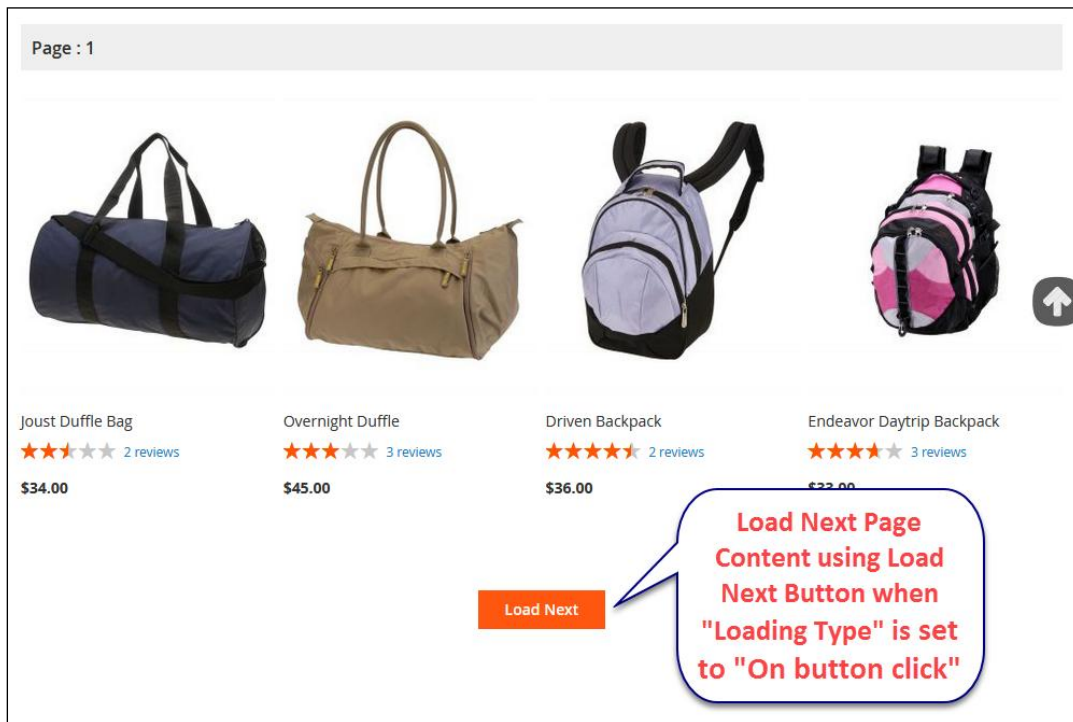 Page : 1
Joust Duffle Bag
2 reviews
$34.00
Overnight Duffle
3 reviews
$45.00
Driven Backpack
2 reviews
$36.00
Endeavor Daytrip Backpack
3 reviews
$33.00
Load Next
Load Next Page
Content using Load
Next Button when
"Loading Type" is set
to "On button click"